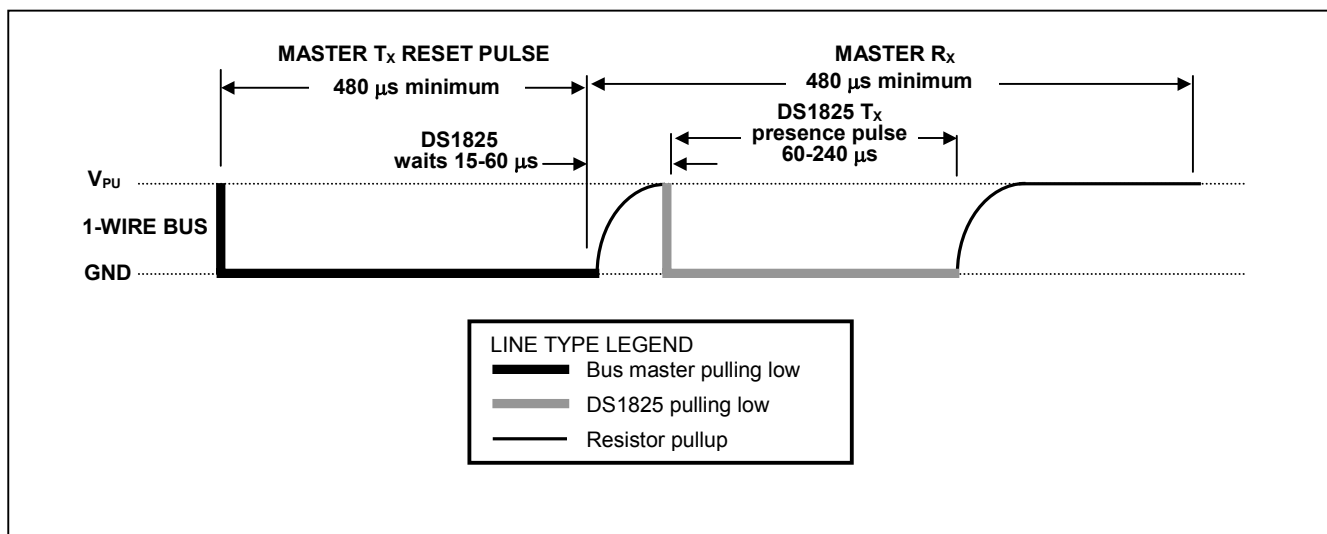 MASTER TX RESET PULSE
480 μs minimum
MASTER RX
480 μs minimum
DS1825
waits 15-60 μs
DS1825 TX
presence pulse
60-240 μs
VPU
1-WIRE BUS
GND
LINE TYPE LEGEND
Bus master pulling low
DS1825 pulling low
Resistor pullup